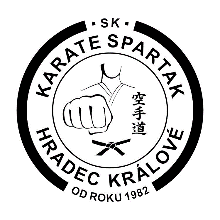 · SK ·
KARATE SPARTAK
空手道
HRADEC KRÁLOVÉ
OD ROKU 1982